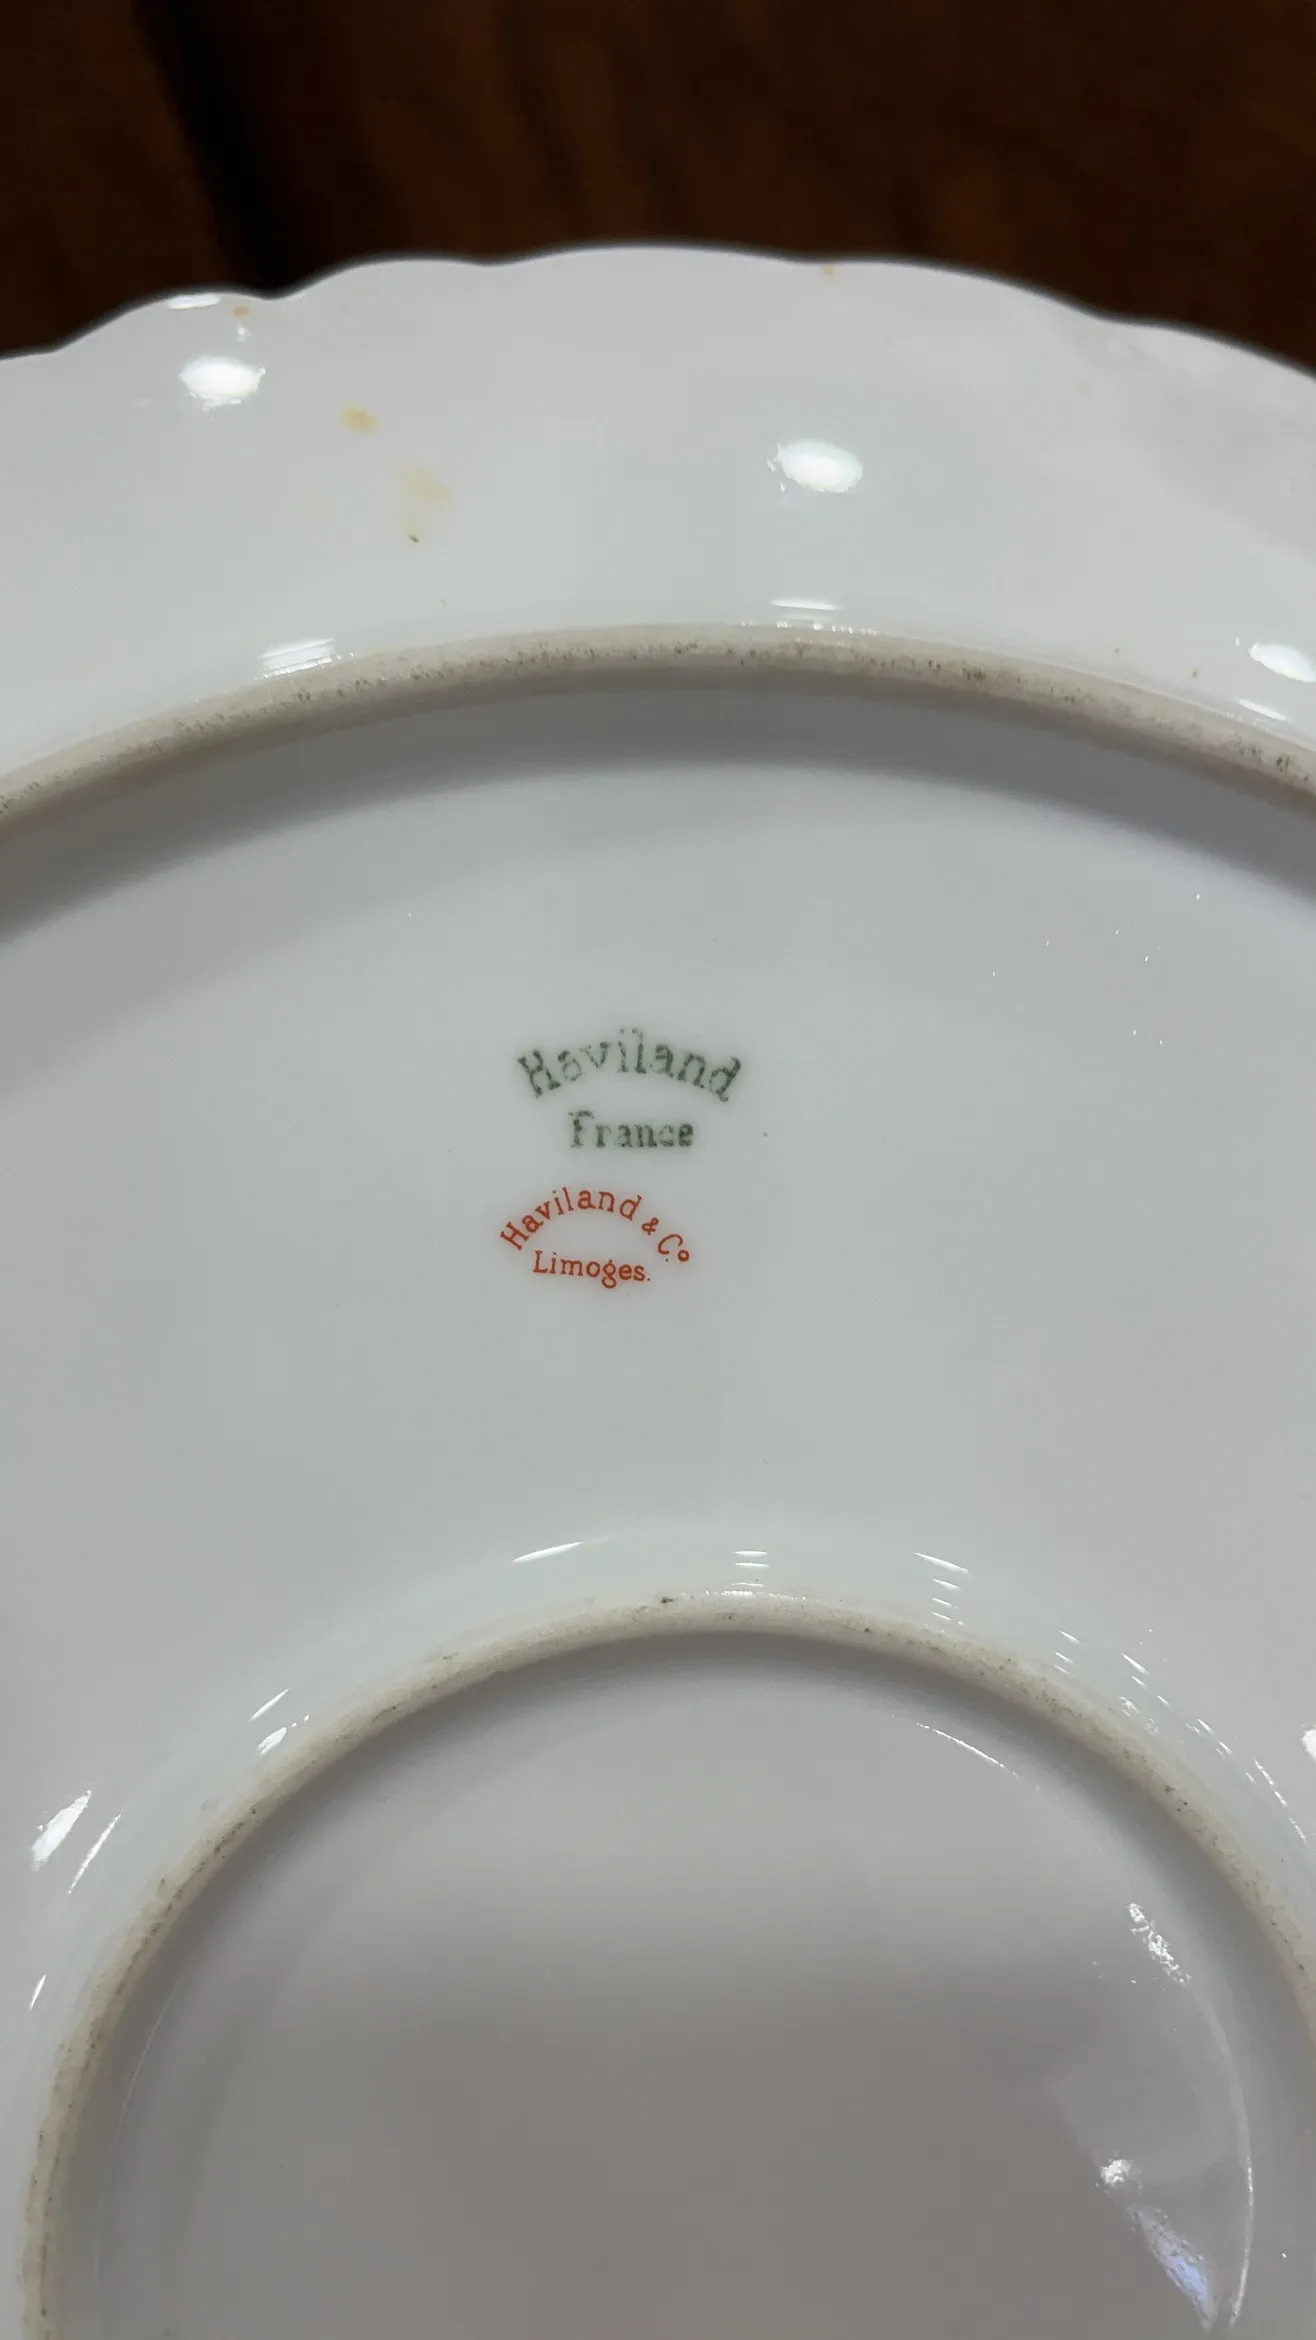 Haviland
France
Haviland & Co
Limoges.